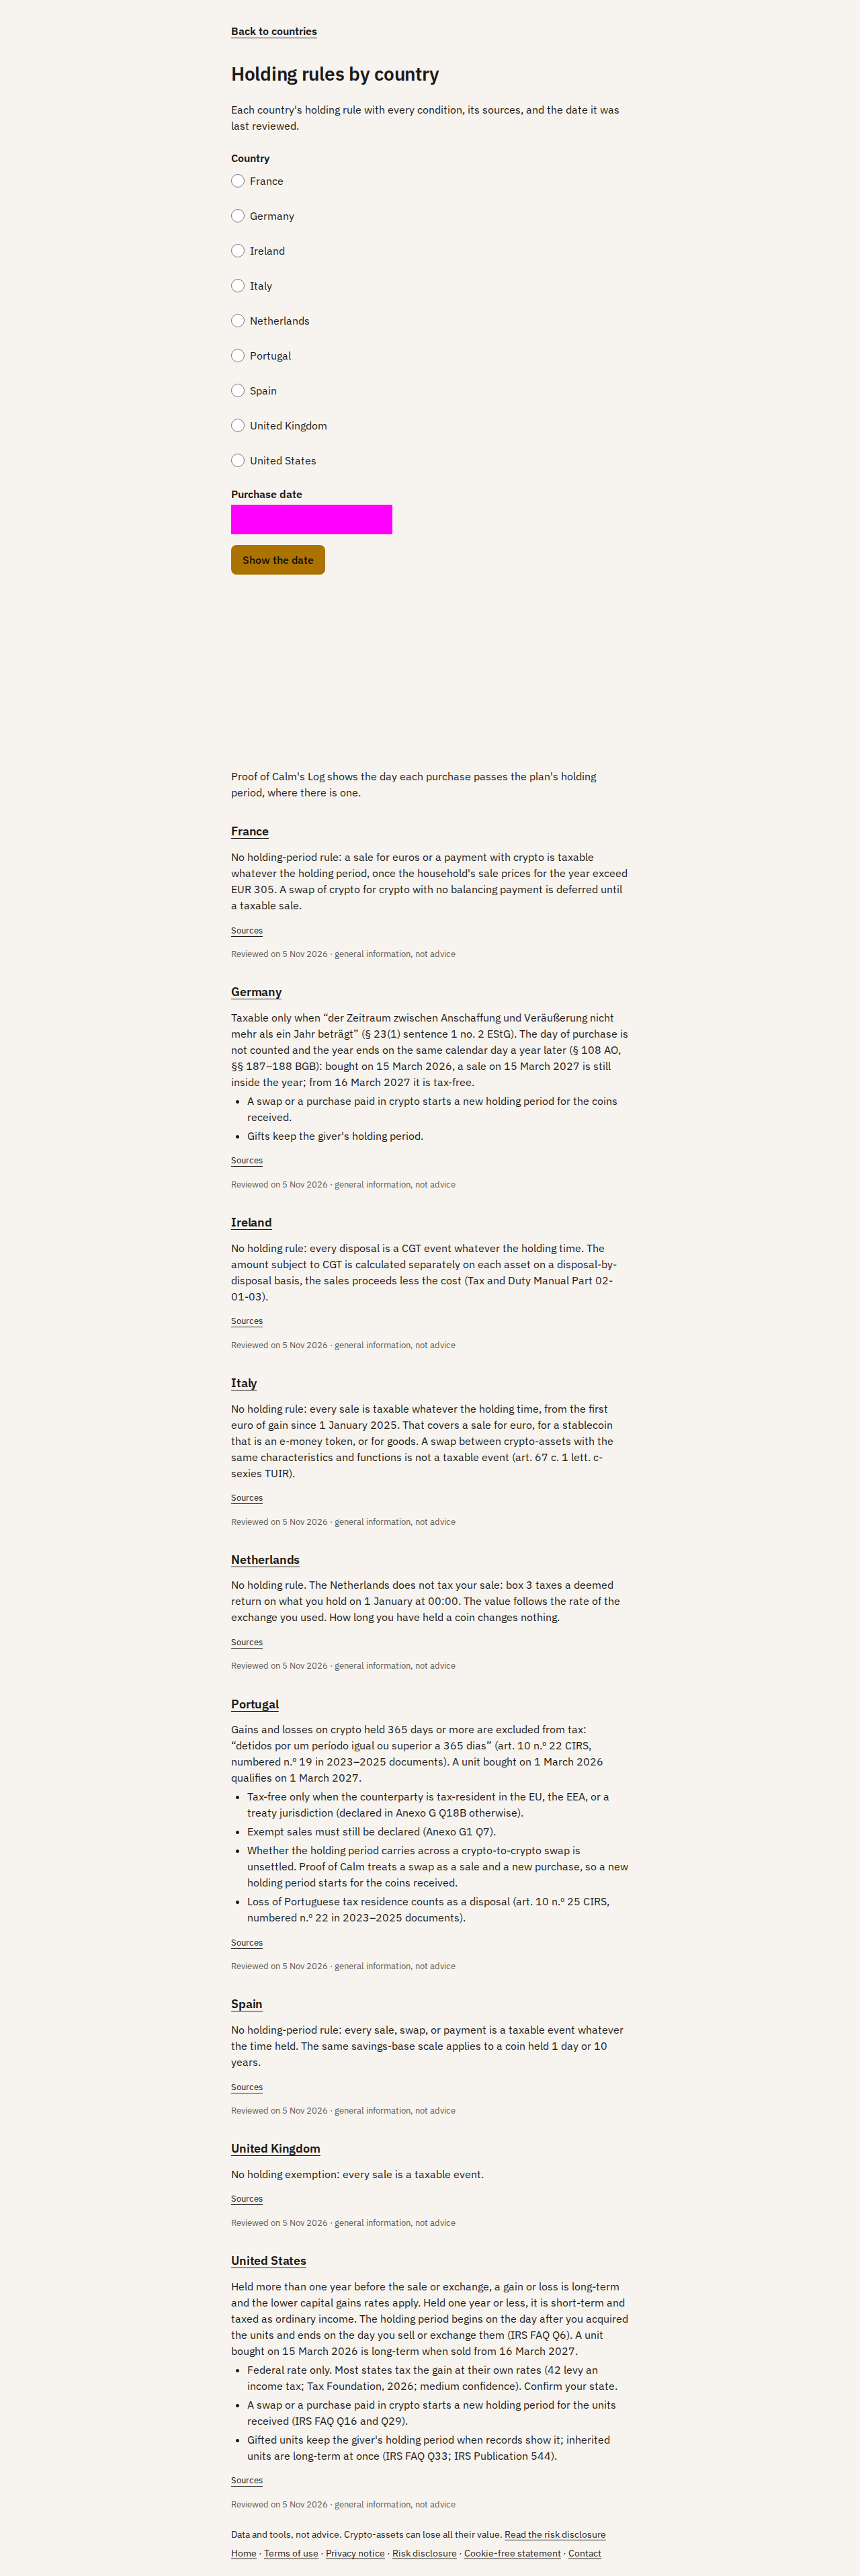 Back to countries
Holding rules by country
Each country's holding rule with every condition, its sources, and the date it was
last reviewed.
Country
France
Germany
Ireland
Italy
Netherlands
Portugal
Spain
United Kingdom
United States
Purchase date
Show the date
Proof of Calm's Log shows the day each purchase passes the plan's holding
period, where there is one.
France
No holding-period rule: a sale for euros or a payment with crypto is taxable
whatever the holding period, once the household's sale prices for the year exceed
EUR 305. A swap of crypto for crypto with no balancing payment is deferred until
a taxable sale.
Sources
Reviewed on 5 Nov 2026 · general information, not advice
Germany
Taxable only when “der Zeitraum zwischen Anschaffung und Veräußerung nicht
mehr als ein Jahr beträgt” (§ 23(1) sentence 1 no. 2 EStG). The day of purchase is
not counted and the year ends on the same calendar day a year later (§ 108 AO,
§§ 187–188 BGB): bought on 15 March 2026, a sale on 15 March 2027 is still
inside the year; from 16 March 2027 it is tax-free.
• A swap or a purchase paid in crypto starts a new holding period for the coins
received.
• Gifts keep the giver's holding period.
Sources
Reviewed on 5 Nov 2026 · general information, not advice
Ireland
No holding rule: every disposal is a CGT event whatever the holding time. The
amount subject to CGT is calculated separately on each asset on a disposal-by-
disposal basis, the sales proceeds less the cost (Tax and Duty Manual Part 02-
01-03).
Sources
Reviewed on 5 Nov 2026 · general information, not advice
Italy
No holding rule: every sale is taxable whatever the holding time, from the first
euro of gain since 1 January 2025. That covers a sale for euro, for a stablecoin
that is an e-money token, or for goods. A swap between crypto-assets with the
same characteristics and functions is not a taxable event (art. 67 c. 1 lett. c-
sexies TUIR).
Sources
Reviewed on 5 Nov 2026 · general information, not advice
Netherlands
No holding rule. The Netherlands does not tax your sale: box 3 taxes a deemed
return on what you hold on 1 January at 00:00. The value follows the rate of the
exchange you used. How long you have held a coin changes nothing.
Sources
Reviewed on 5 Nov 2026 · general information, not advice
Portugal
Gains and losses on crypto held 365 days or more are excluded from tax:
“detidos por um período igual ou superior a 365 dias” (art. 10 n.º 22 CIRS,
numbered n.º 19 in 2023–2025 documents). A unit bought on 1 March 2026
qualifies on 1 March 2027.
• Tax-free only when the counterparty is tax-resident in the EU, the EEA, or a
treaty jurisdiction (declared in Anexo G Q18B otherwise).
• Exempt sales must still be declared (Anexo G1 Q7).
• Whether the holding period carries across a crypto-to-crypto swap is
unsettled. Proof of Calm treats a swap as a sale and a new purchase, so a new
holding period starts for the coins received.
• Loss of Portuguese tax residence counts as a disposal (art. 10 n.º 25 CIRS,
numbered n.º 22 in 2023–2025 documents).
Sources
Reviewed on 5 Nov 2026 · general information, not advice
Spain
No holding-period rule: every sale, swap, or payment is a taxable event whatever
the time held. The same savings-base scale applies to a coin held 1 day or 10
years.
Sources
Reviewed on 5 Nov 2026 · general information, not advice
United Kingdom
No holding exemption: every sale is a taxable event.
Sources
Reviewed on 5 Nov 2026 · general information, not advice
United States
Held more than one year before the sale or exchange, a gain or loss is long-term
and the lower capital gains rates apply. Held one year or less, it is short-term and
taxed as ordinary income. The holding period begins on the day after you acquired
the units and ends on the day you sell or exchange them (IRS FAQ Q6). A unit
bought on 15 March 2026 is long-term when sold from 16 March 2027.
• Federal rate only. Most states tax the gain at their own rates (42 levy an
income tax; Tax Foundation, 2026; medium confidence). Confirm your state.
• A swap or a purchase paid in crypto starts a new holding period for the units
received (IRS FAQ Q16 and Q29).
• Gifted units keep the giver's holding period when records show it; inherited
units are long-term at once (IRS FAQ Q33; IRS Publication 544).
Sources
Reviewed on 5 Nov 2026 · general information, not advice
Data and tools, not advice. Crypto-assets can lose all their value. Read the risk disclosure
Home · Terms of use · Privacy notice · Risk disclosure · Cookie-free statement · Contact